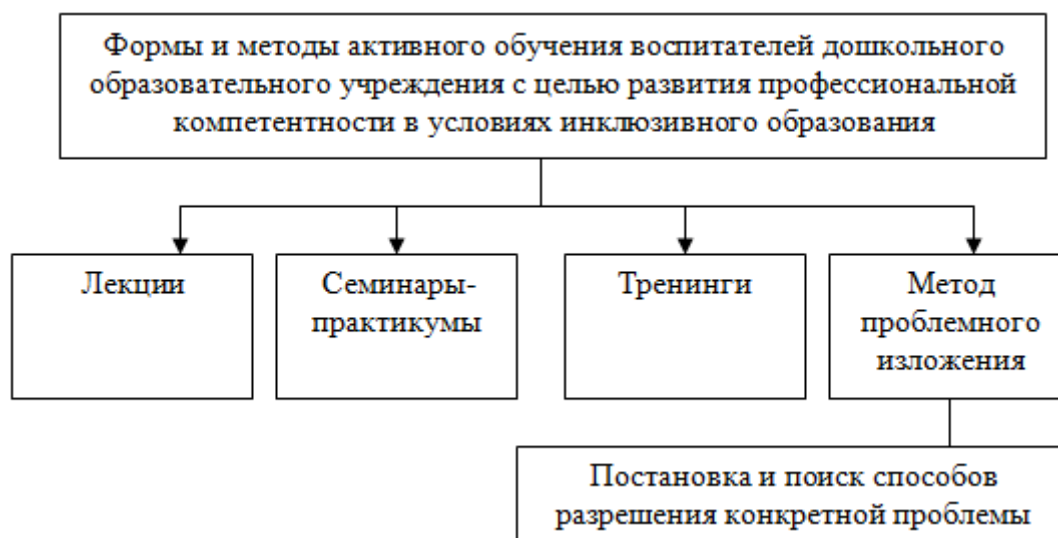 Формы и методы активного обучения воспитателей дошкольного
образовательного учреждения с целью развития профессиональной
компетентности в условиях инклюзивного образования
Лекции
Семинары-
практикумы
Тренинги
Метод
проблемного
изложения
Постановка и поиск способов
разрешения конкретной проблемы